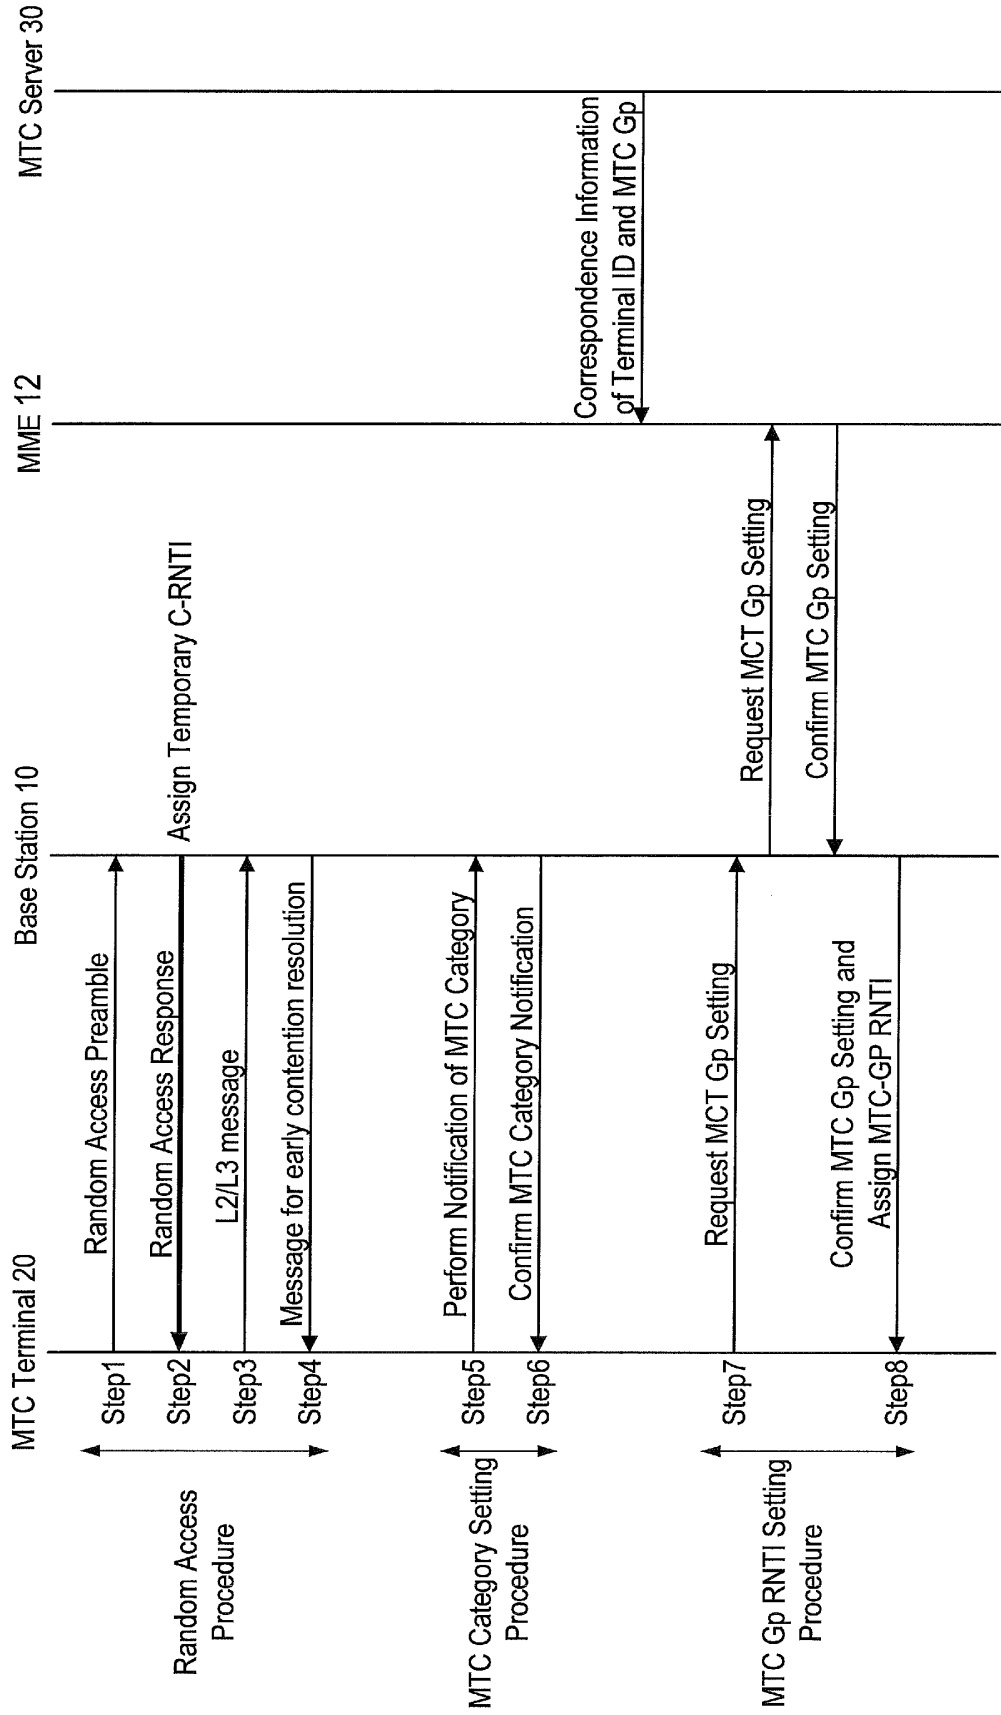 MTC Terminal 20
Base Station 10
MME 12
MTC Server 30
Random Access
Procedure
Step1
Random Access Preamble
Step2
Random Access Response
Assign Temporary C-RNTI
Step3
L2/L3 message
Step4
Message for early contention resolution
MTC Category Setting
Procedure
Step5
Perform Notification of MTC Category
Step6
Confirm MTC Category Notification
Correspondence Information
of Terminal ID and MTC Gp
MTC Gp RNTI Setting
Procedure
Step7
Request MCT Gp Setting
Request MCT Gp Setting
Confirm MTC Gp Setting
Step8
Confirm MTC Gp Setting and
Assign MTC-GP RNTI